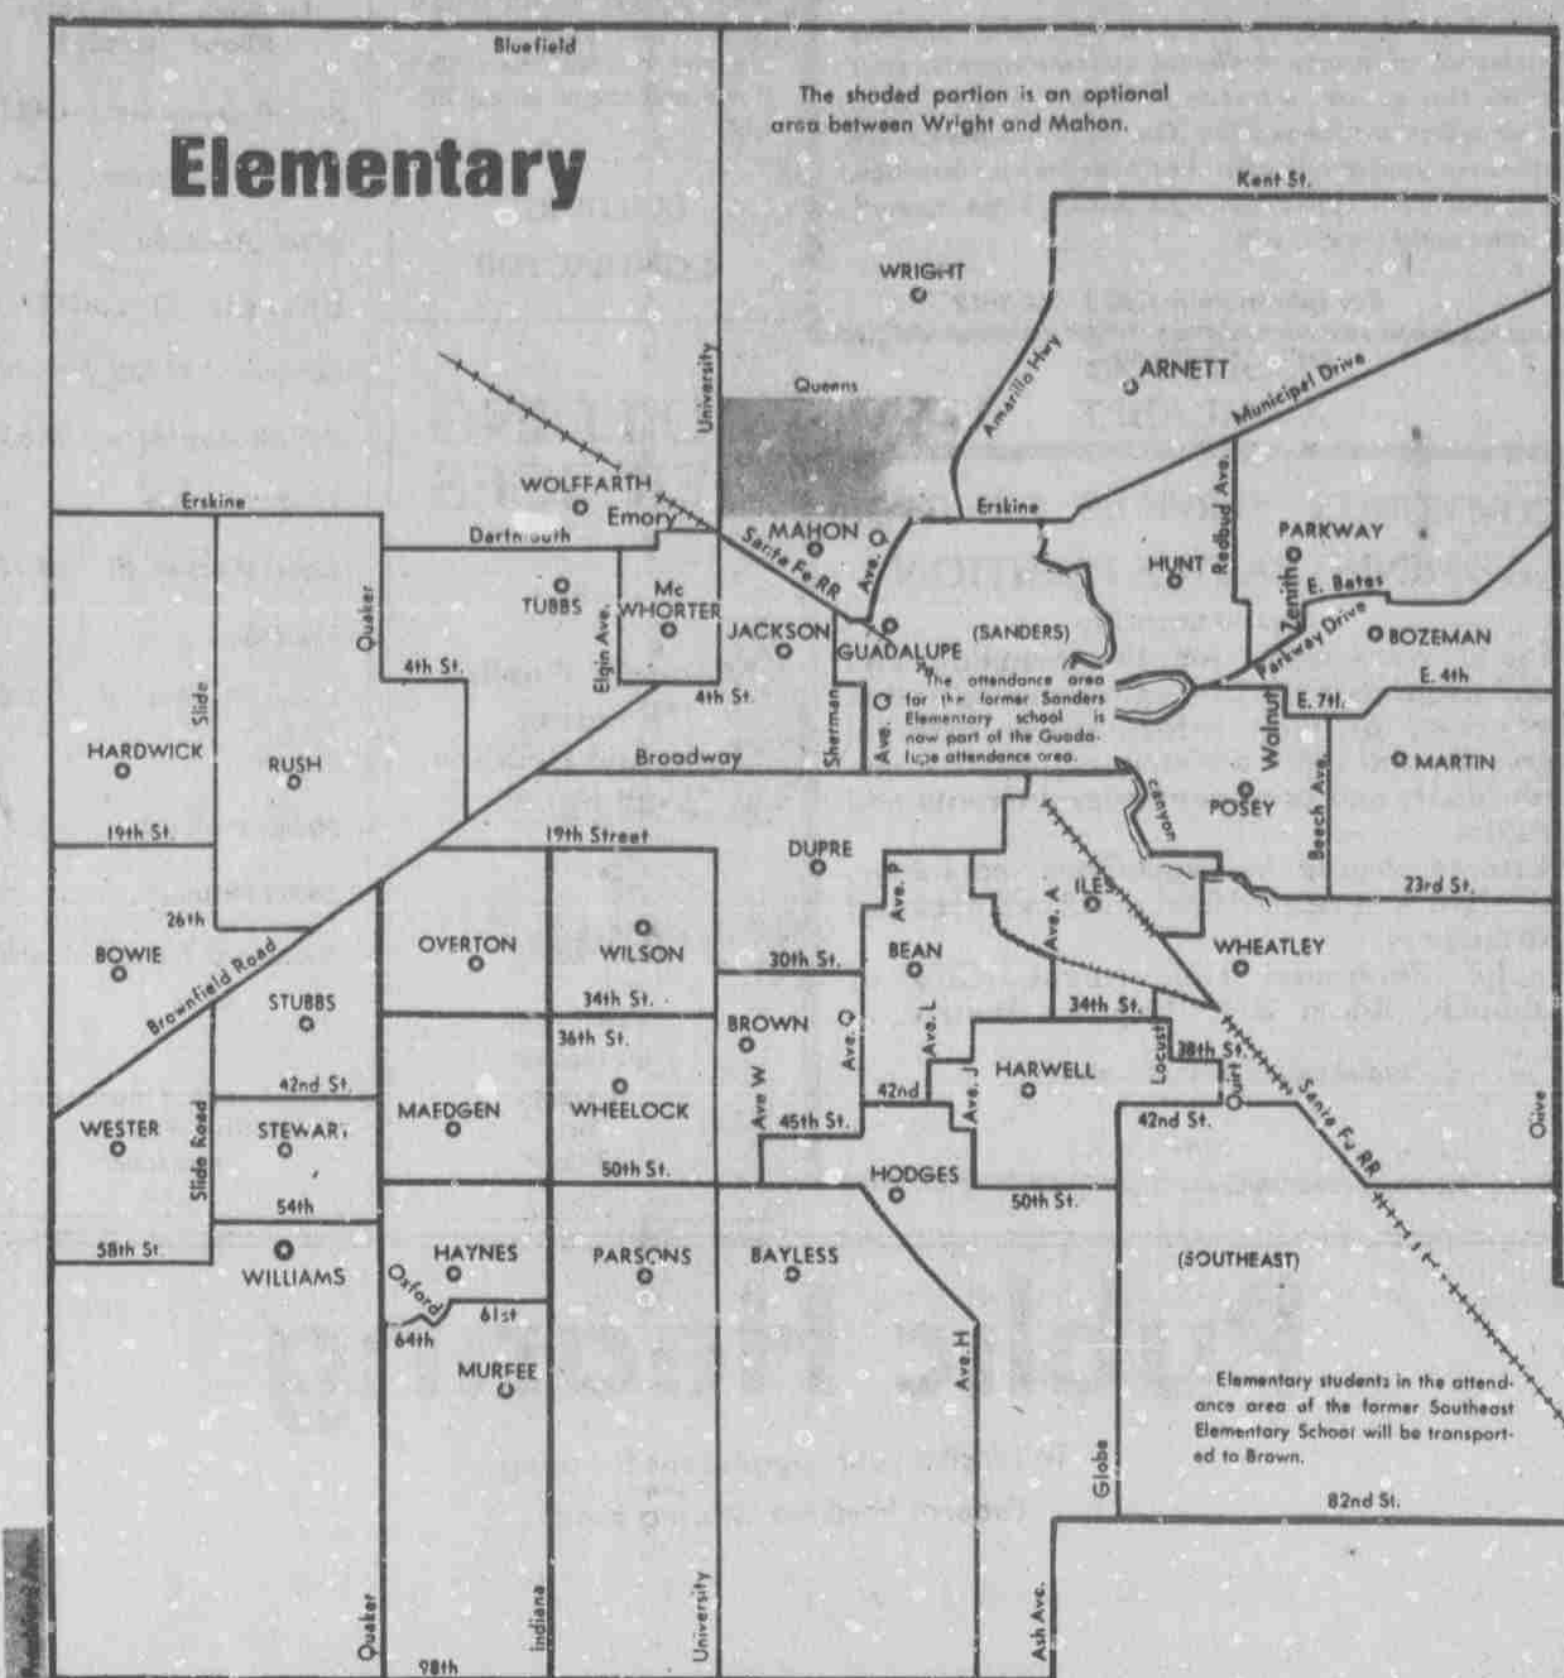 Bluefield
The shaded portion is an optional
area between Wright and Mahon.
Elementary
Kent St.
WRIGHT
University
Amarillo Hwy
ARNETT
Municipal Drive
Queens
WOLFFARTH
Erskine
Emory
Erskine
Redbud Ave.
PARKWAY
Dartmouth
MAHON
Santa Fe RR
Ave. Q
HUNT
Zenith
E. Bates
Quaker
TUBBS
Elgin Ave.
Mc
WHORTER
JACKSON
GUADALUPE
(SANDERS)
Parkway Drive
BOZEMAN
4th St.
4th St.
The attendance area
for the former Sanders
Elementary school is
now part of the Guada-
lupe attendance area.
E. 4th
E. 7th
Slide
Sherman
Ave. Q
Walnut
HARDWICK
RUSH
Broadway
canyon
POSEY
Beech Ave.
MARTIN
19th St.
19th Street
DUPRE
Ave. P
ILES
Ave. A
23rd St.
26th
BOWIE
Brownfield Road
OVERTON
WILSON
30th St.
BEAN
WHEATLEY
STUBBS
34th St.
36th St.
BROWN
Ave. Q
Ave. L
34th St.
Locust
38th St.
Quirt
42nd St.
MAEDGEN
WHEELOCK
Ave W
42nd
Ave. J
HARWELL
Santa Fe RR
WESTER
Slide Road
STEWART
45th St.
42nd St.
Olive
50th St.
HODGES
50th St.
54th
58th St.
WILLIAMS
HAYNES
Oxford
61st
64th
PARSONS
BAYLESS
(SOUTHEAST)
MURFEE
Ave. H
Elementary students in the attend-
ance area of the former Southeast
Elementary School will be transport-
ed to Brown.
Globe
82nd St.
Quaker
Indiana
University
Ash Ave.
98th